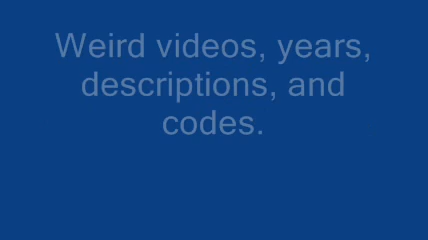 Weird videos, years,
descriptions, and
codes.